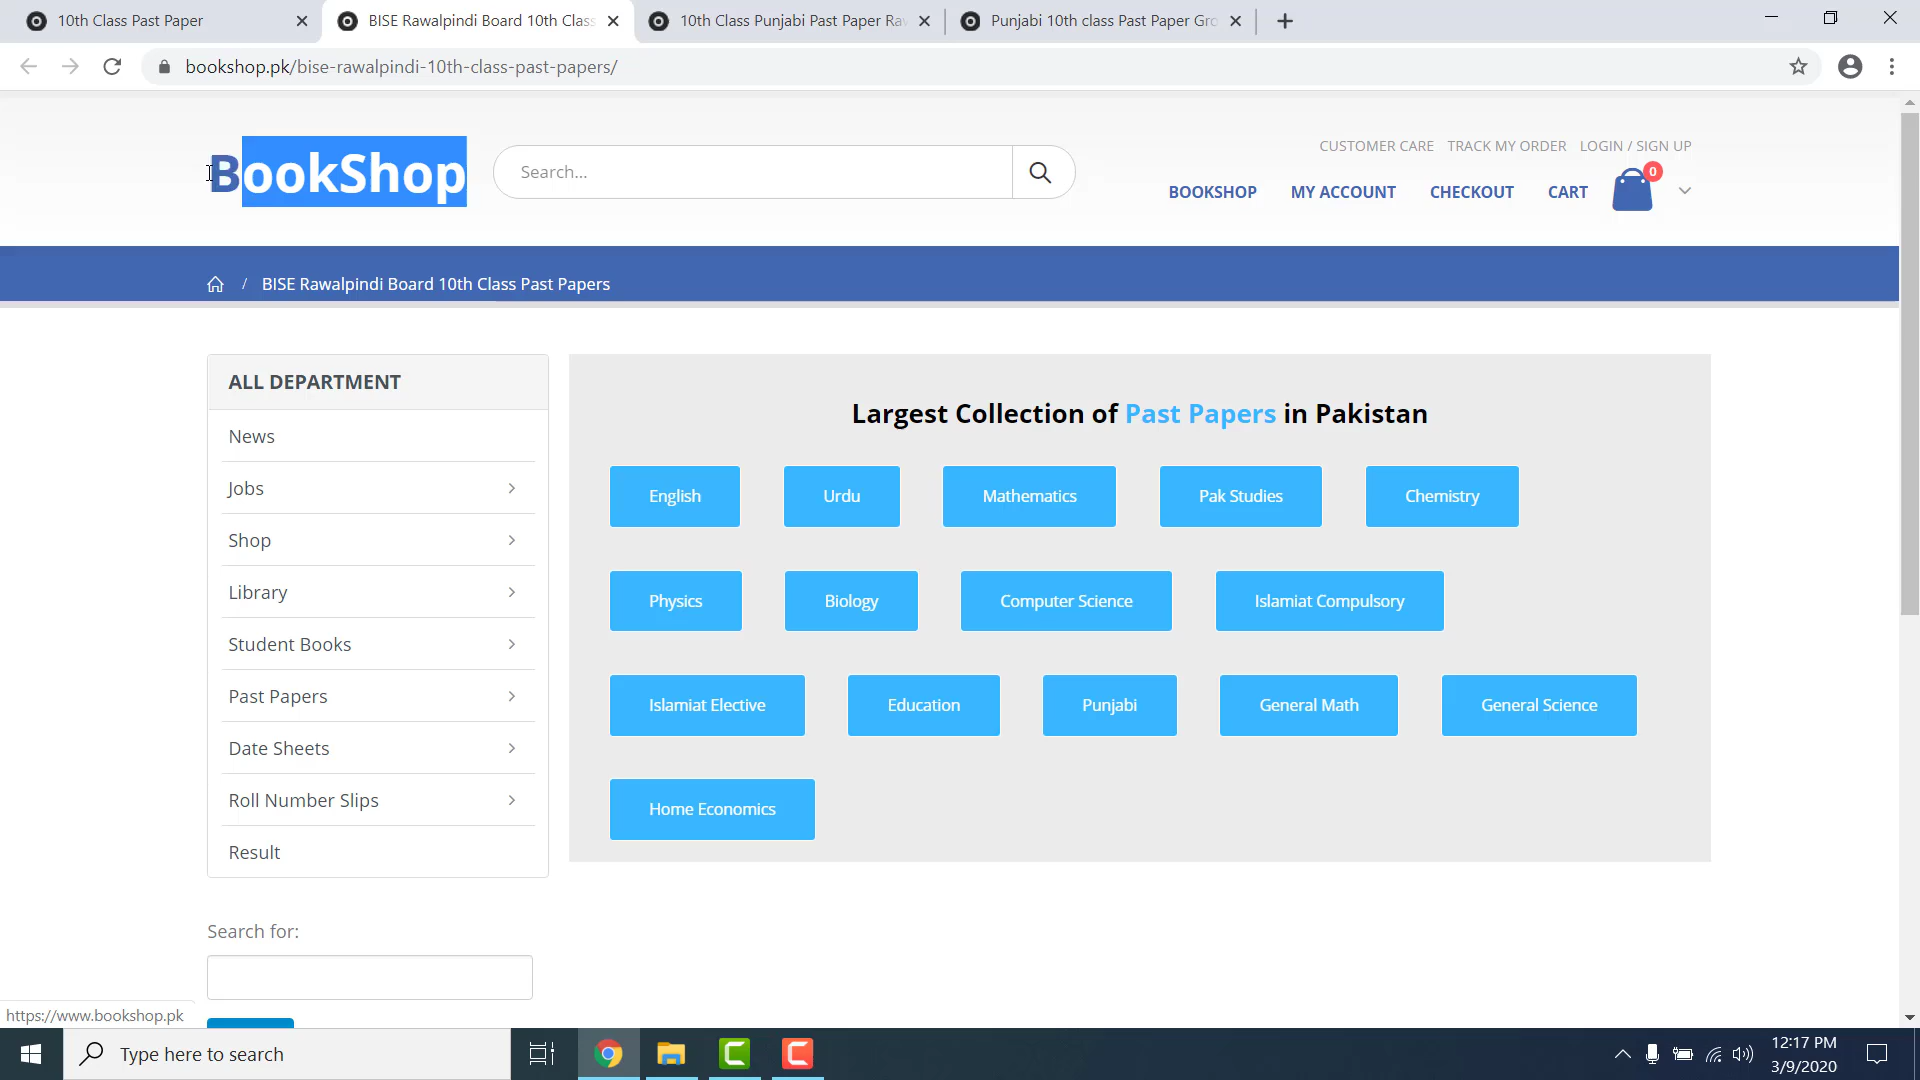 10th Class Past Paper
BISE Rawalpindi Board 10th Class
10th Class Punjabi Past Paper Raw
Punjabi 10th class Past Paper Gro
bookshop.pk/bise-rawalpindi-10th-class-past-papers/
BookShop
Search...
CUSTOMER CARE TRACK MY ORDER LOGIN / SIGN UP
BOOKSHOP MY ACCOUNT CHECKOUT CART 0
/ BISE Rawalpindi Board 10th Class Past Papers
ALL DEPARTMENT
News
Jobs
Shop
Library
Student Books
Past Papers
Date Sheets
Roll Number Slips
Result
Search for:
Largest Collection of Past Papers in Pakistan
English Urdu Mathematics Pak Studies Chemistry
Physics Biology Computer Science Islamiat Compulsory
Islamiat Elective Education Punjabi General Math General Science
Home Economics
https://www.bookshop.pk
Type here to search
12:17 PM
3/9/2020